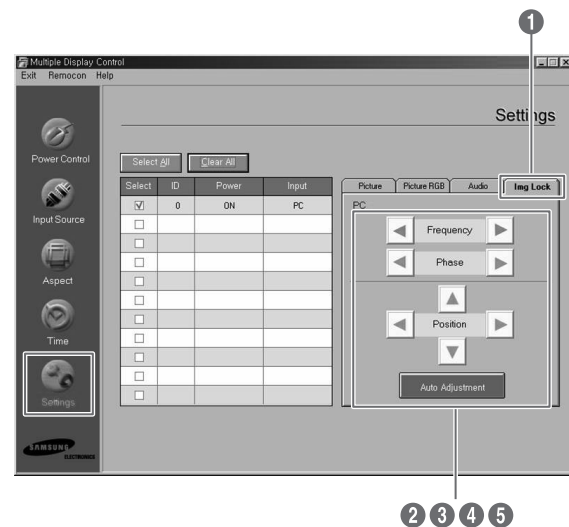 1
Multiple Display Control
Exit Remocon Help
Settings
Power Control
Input Source
Aspect
Time
Settings
SAMSUNG
ELECTRONICS
Select All Clear All
Select ID Power Input
0 ON PC
Picture Picture RGB Audio Img Lock
PC
Frequency
Phase
Position
Auto Adjustment
2 3 4 5